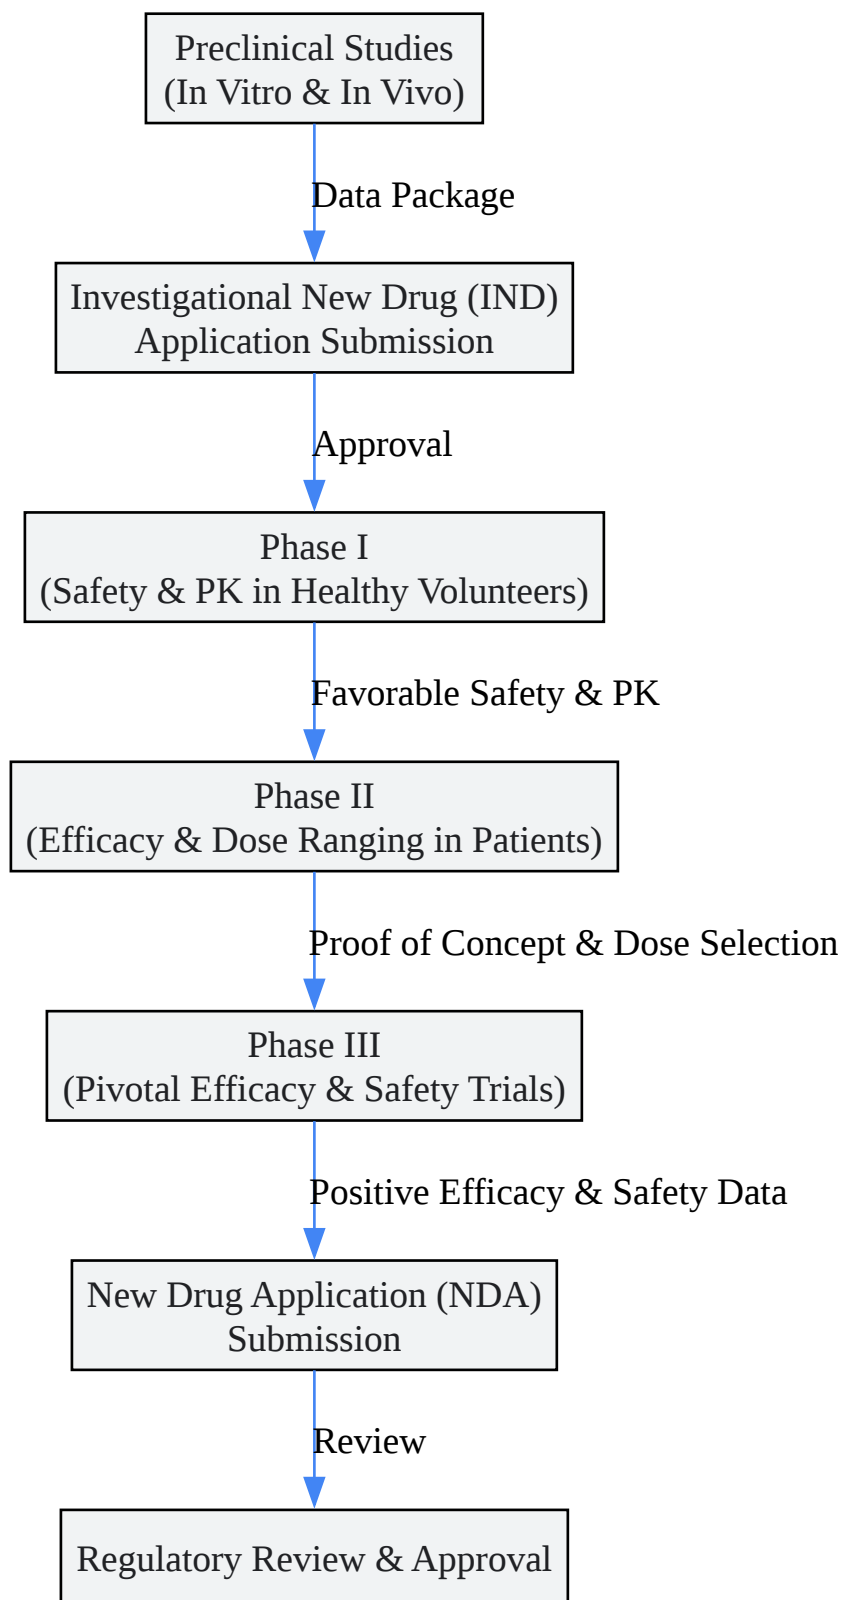 Preclinical Studies
(In Vitro & In Vivo)
Data Package
Investigational New Drug (IND)
Application Submission
Approval
Phase I
(Safety & PK in Healthy Volunteers)
Favorable Safety & PK
Phase II
(Efficacy & Dose Ranging in Patients)
Proof of Concept & Dose Selection
Phase III
(Pivotal Efficacy & Safety Trials)
Positive Efficacy & Safety Data
New Drug Application (NDA)
Submission
Review
Regulatory Review & Approval